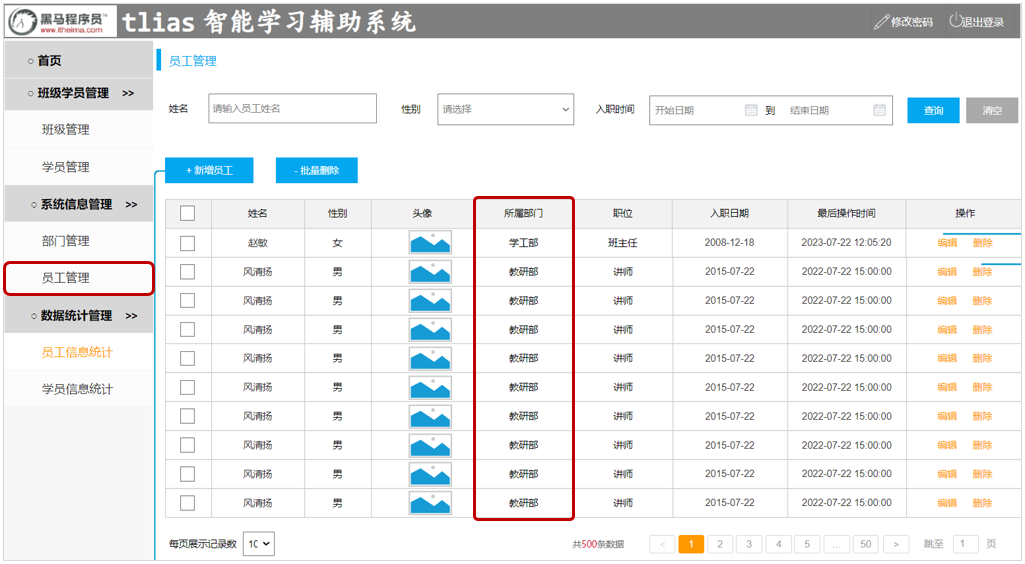 黑马程序员™ www.itheima.com tlias 智能学习辅助系统 修改密码 退出登录
首页
班级学员管理 >>
班级管理
学员管理
系统信息管理 >>
部门管理
员工管理
数据统计管理 >>
员工信息统计
学员信息统计
员工管理
姓名 请输入员工姓名 性别 请选择 入职时间 开始日期 到 结束日期 查询 清空
+ 新增员工 - 批量删除
姓名 性别 头像 所属部门 职位 入职日期 最后操作时间 操作
赵敏 女 学工部 班主任 2008-12-18 2023-07-22 12:05:20 编辑 删除
风清扬 男 教研部 讲师 2015-07-22 2022-07-22 15:00:00 编辑 删除
风清扬 男 教研部 讲师 2015-07-22 2022-07-22 15:00:00 编辑 删除
风清扬 男 教研部 讲师 2015-07-22 2022-07-22 15:00:00 编辑 删除
风清扬 男 教研部 讲师 2015-07-22 2022-07-22 15:00:00 编辑 删除
风清扬 男 教研部 讲师 2015-07-22 2022-07-22 15:00:00 编辑 删除
风清扬 男 教研部 讲师 2015-07-22 2022-07-22 15:00:00 编辑 删除
风清扬 男 教研部 讲师 2015-07-22 2022-07-22 15:00:00 编辑 删除
风清扬 男 教研部 讲师 2015-07-22 2022-07-22 15:00:00 编辑 删除
风清扬 男 教研部 讲师 2015-07-22 2022-07-22 15:00:00 编辑 删除
每页展示记录数 10 共500条数据 < 1 2 3 4 5 ... 50 > 跳至 1 页